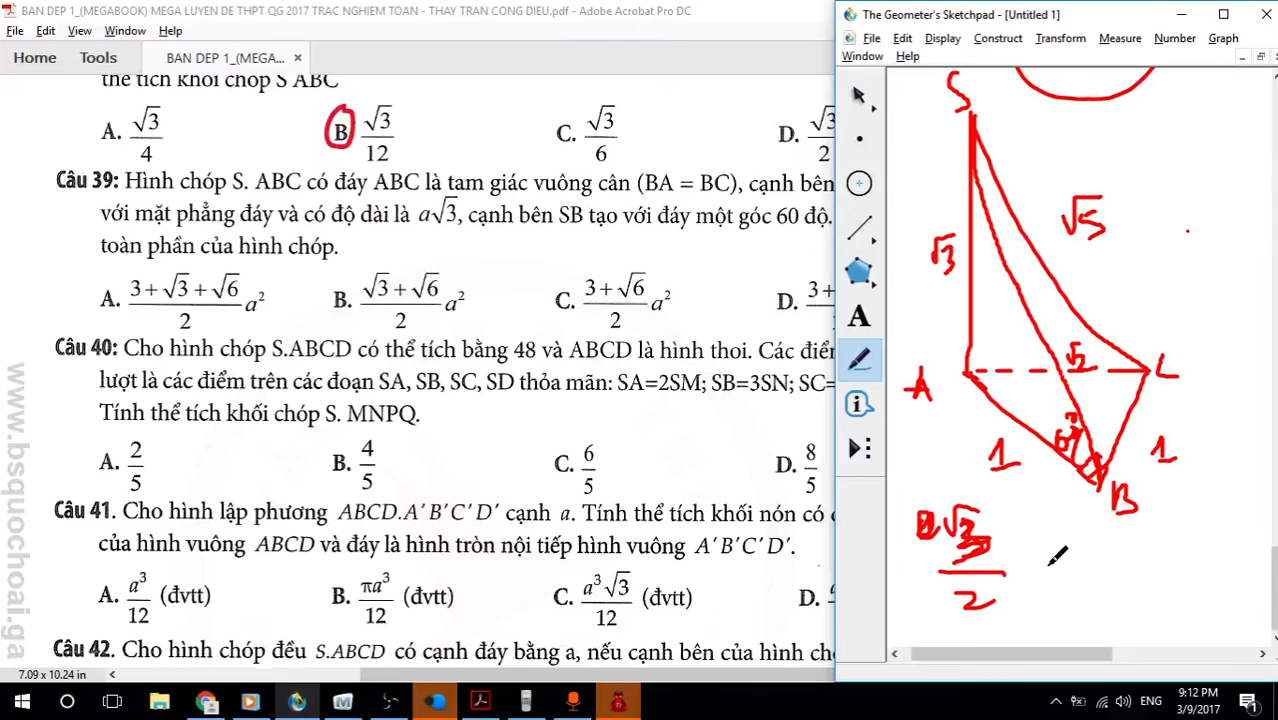 BAN DEP 1_(MEGABOOK) MEGA LUYEN DE THPT QG 2017 TRAC NGHIEM TOAN - THAY TRAN CONG DIEU.pdf - Adobe Acrobat Pro DC
File Edit View Window Help
Home Tools BAN DEP 1_(MEGA... ×
thể tích khối chóp S ABC
A. √3/4 B √3/12 C. √3/6 D. √3/2
Câu 39: Hình chóp S. ABC có đáy ABC là tam giác vuông cân (BA = BC), cạnh bên
với mặt phẳng đáy và có độ dài là a√3, cạnh bên SB tạo với đáy một góc 60 độ.
toàn phần của hình chóp.
A. (3+√3+√6)/2 a² B. (√3+√6)/2 a² C. (3+√6)/2 a² D. 3+
Câu 40: Cho hình chóp S.ABCD có thể tích bằng 48 và ABCD là hình thoi. Các điểm
lượt là các điểm trên các đoạn SA, SB, SC, SD thỏa mãn: SA=2SM; SB=3SN; SC=
Tính thể tích khối chóp S. MNPQ.
A. 2/5 B. 4/5 C. 6/5 D. 8/5
Câu 41. Cho hình lập phương ABCD.A′B′C′D′ cạnh a. Tính thể tích khối nón có
của hình vuông ABCD và đáy là hình tròn nội tiếp hình vuông A′B′C′D′.
A. a³/12 (đvtt) B. πa³/12 (đvtt) C. a³√3/12 (đvtt) D.
Câu 42. Cho hình chóp đều S.ABCD có cạnh đáy bằng a, nếu cạnh bên của hình
www.bsquochoai.ga
7.09 x 10.24 in
The Geometer's Sketchpad - [Untitled 1]
File Edit Display Construct Transform Measure Number Graph
Window Help
A
S
√5
√3
√2
A
1
1
B
2
ENG
9:12 PM
3/9/2017
1